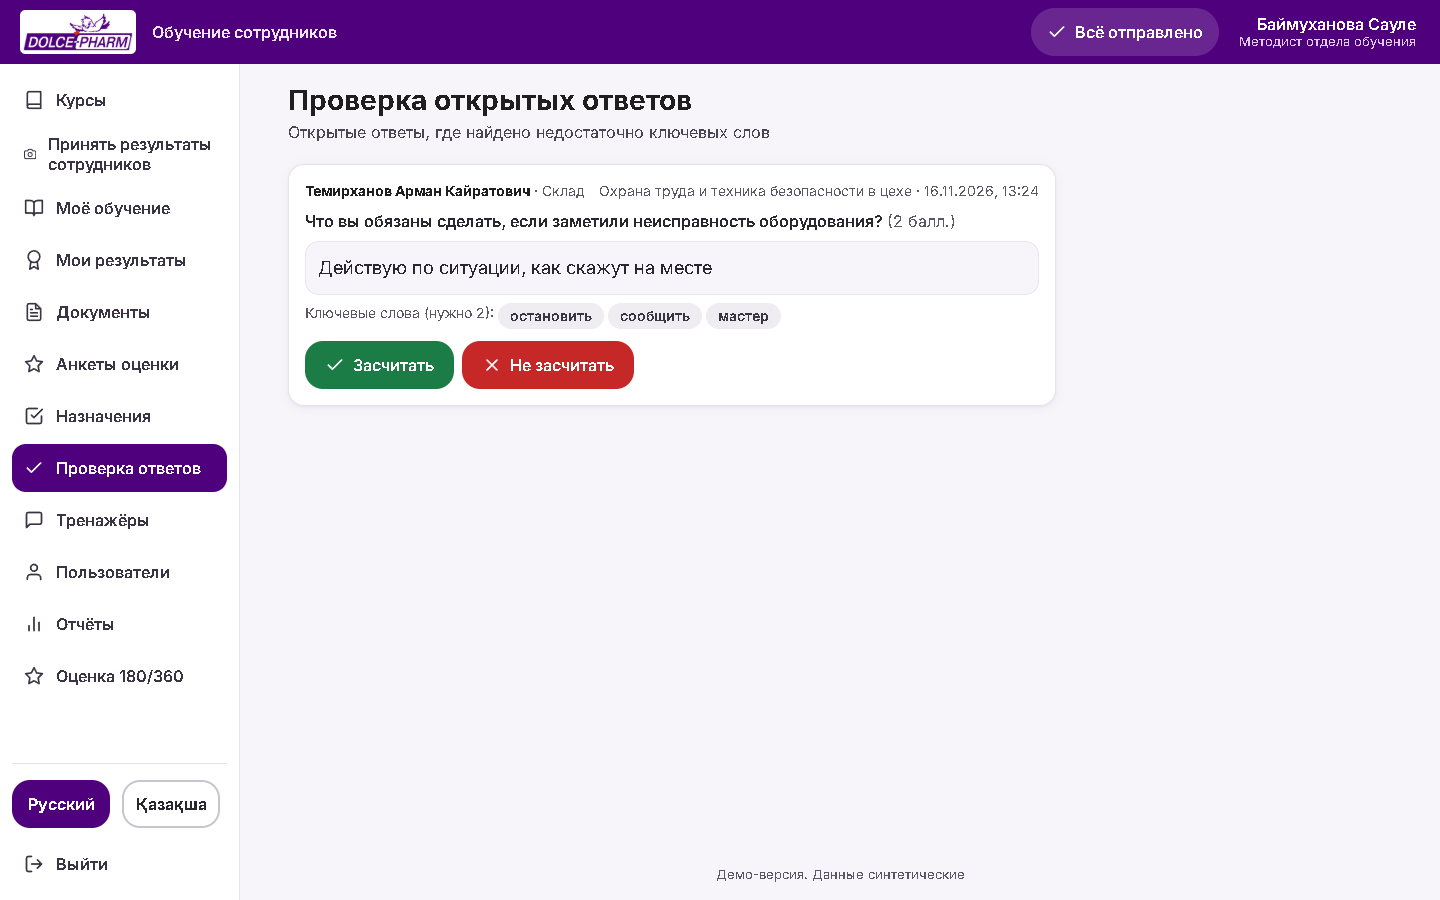 DOLCE-PHARM
Обучение сотрудников
Всё отправлено
Баймуханова Сауле
Методист отдела обучения
Курсы
Принять результаты
сотрудников
Моё обучение
Мои результаты
Документы
Анкеты оценки
Назначения
Проверка ответов
Тренажёры
Пользователи
Отчёты
Оценка 180/360
Русский
Қазақша
Выйти
Проверка открытых ответов
Открытые ответы, где найдено недостаточно ключевых слов
Темирханов Арман Кайратович · Склад Охрана труда и техника безопасности в цехе · 16.11.2026, 13:24
Что вы обязаны сделать, если заметили неисправность оборудования? (2 балл.)
Действую по ситуации, как скажут на месте
Ключевые слова (нужно 2): остановить сообщить мастер
Засчитать Не засчитать
Демо-версия. Данные синтетические